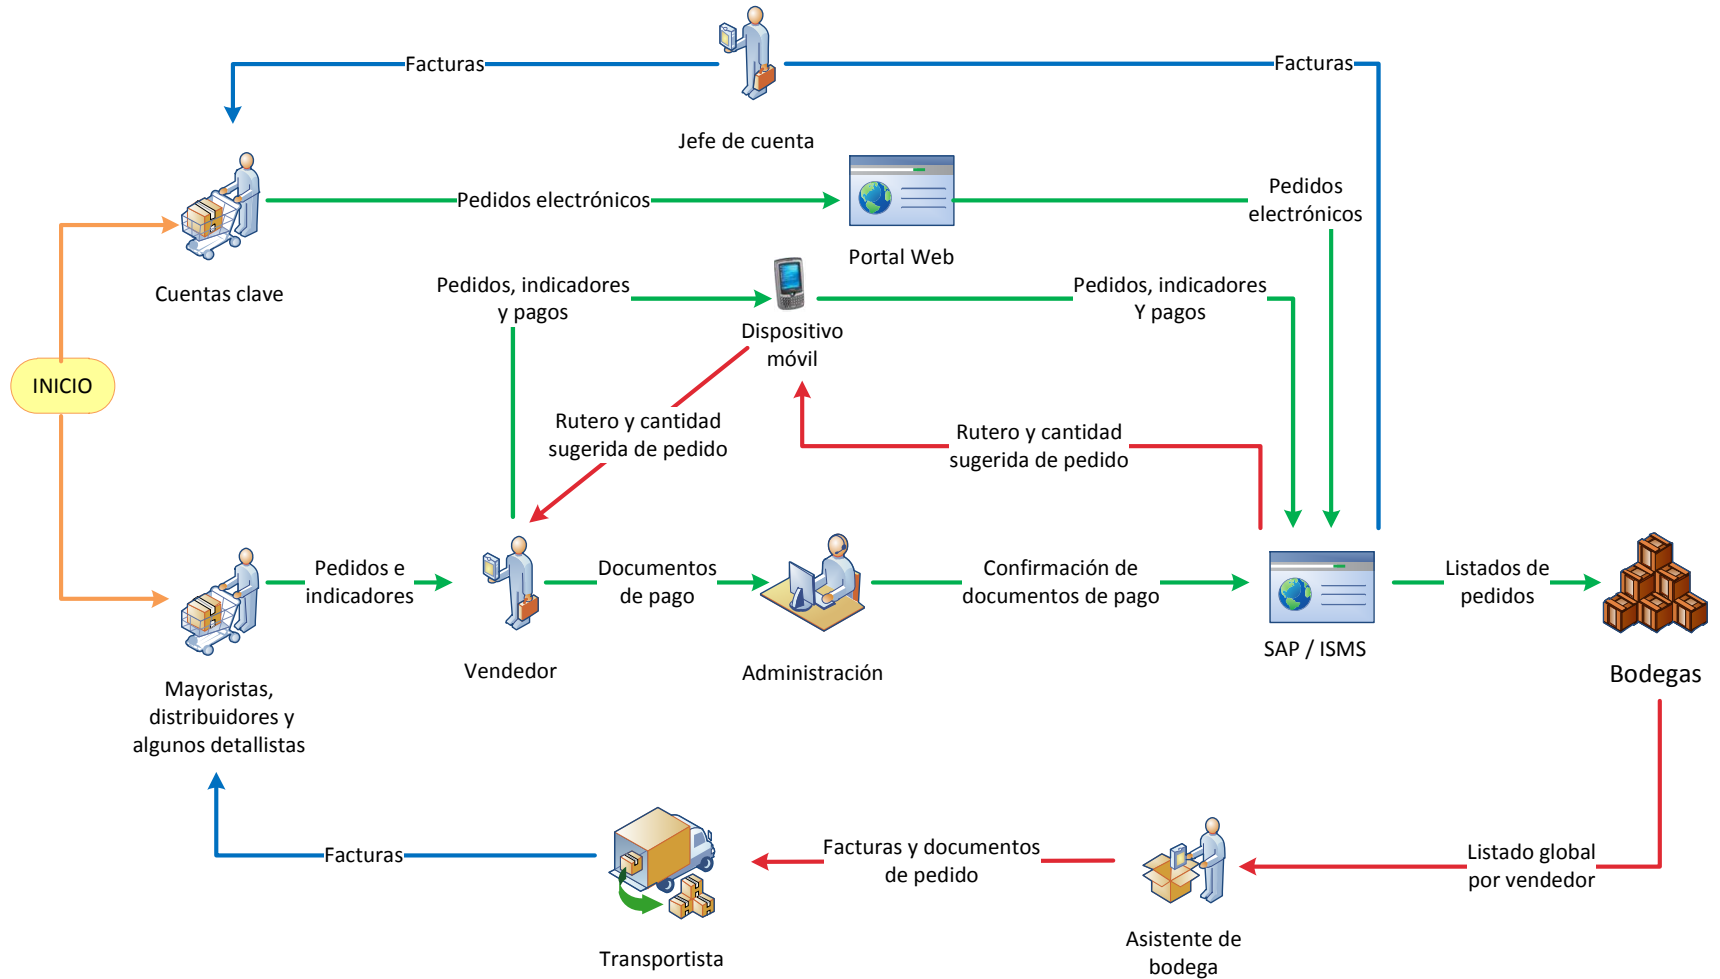 Facturas
Facturas
Jefe de cuenta
Pedidos electrónicos
Pedidos
electrónicos
Portal Web
Cuentas clave
Pedidos, indicadores
y pagos
Pedidos, indicadores
Y pagos
Dispositivo
móvil
INICIO
Rutero y cantidad
sugerida de pedido
Rutero y cantidad
sugerida de pedido
Pedidos e
indicadores
Documentos
de pago
Confirmación de
documentos de pago
Listados de
pedidos
Vendedor
Administración
SAP / ISMS
Bodegas
Mayoristas,
distribuidores y
algunos detallistas
Facturas
Facturas y documentos
de pedido
Listado global
por vendedor
Transportista
Asistente de
bodega